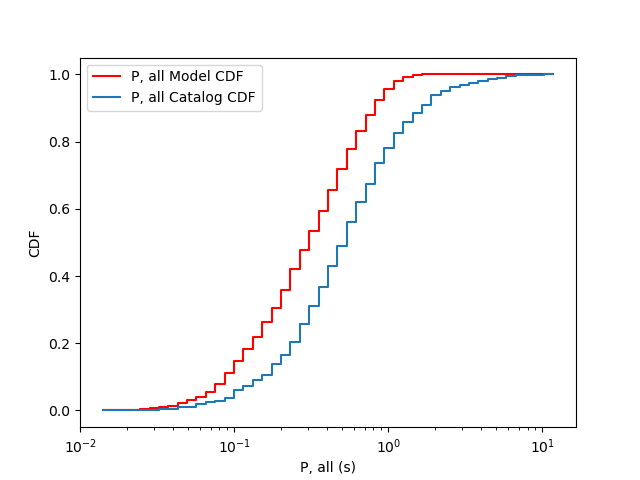 P, all Model CDF
P, all Catalog CDF
1.0
0.8
0.6
0.4
0.2
0.0
CDF
10⁻²
10⁻¹
10⁰
10¹
P, all (s)